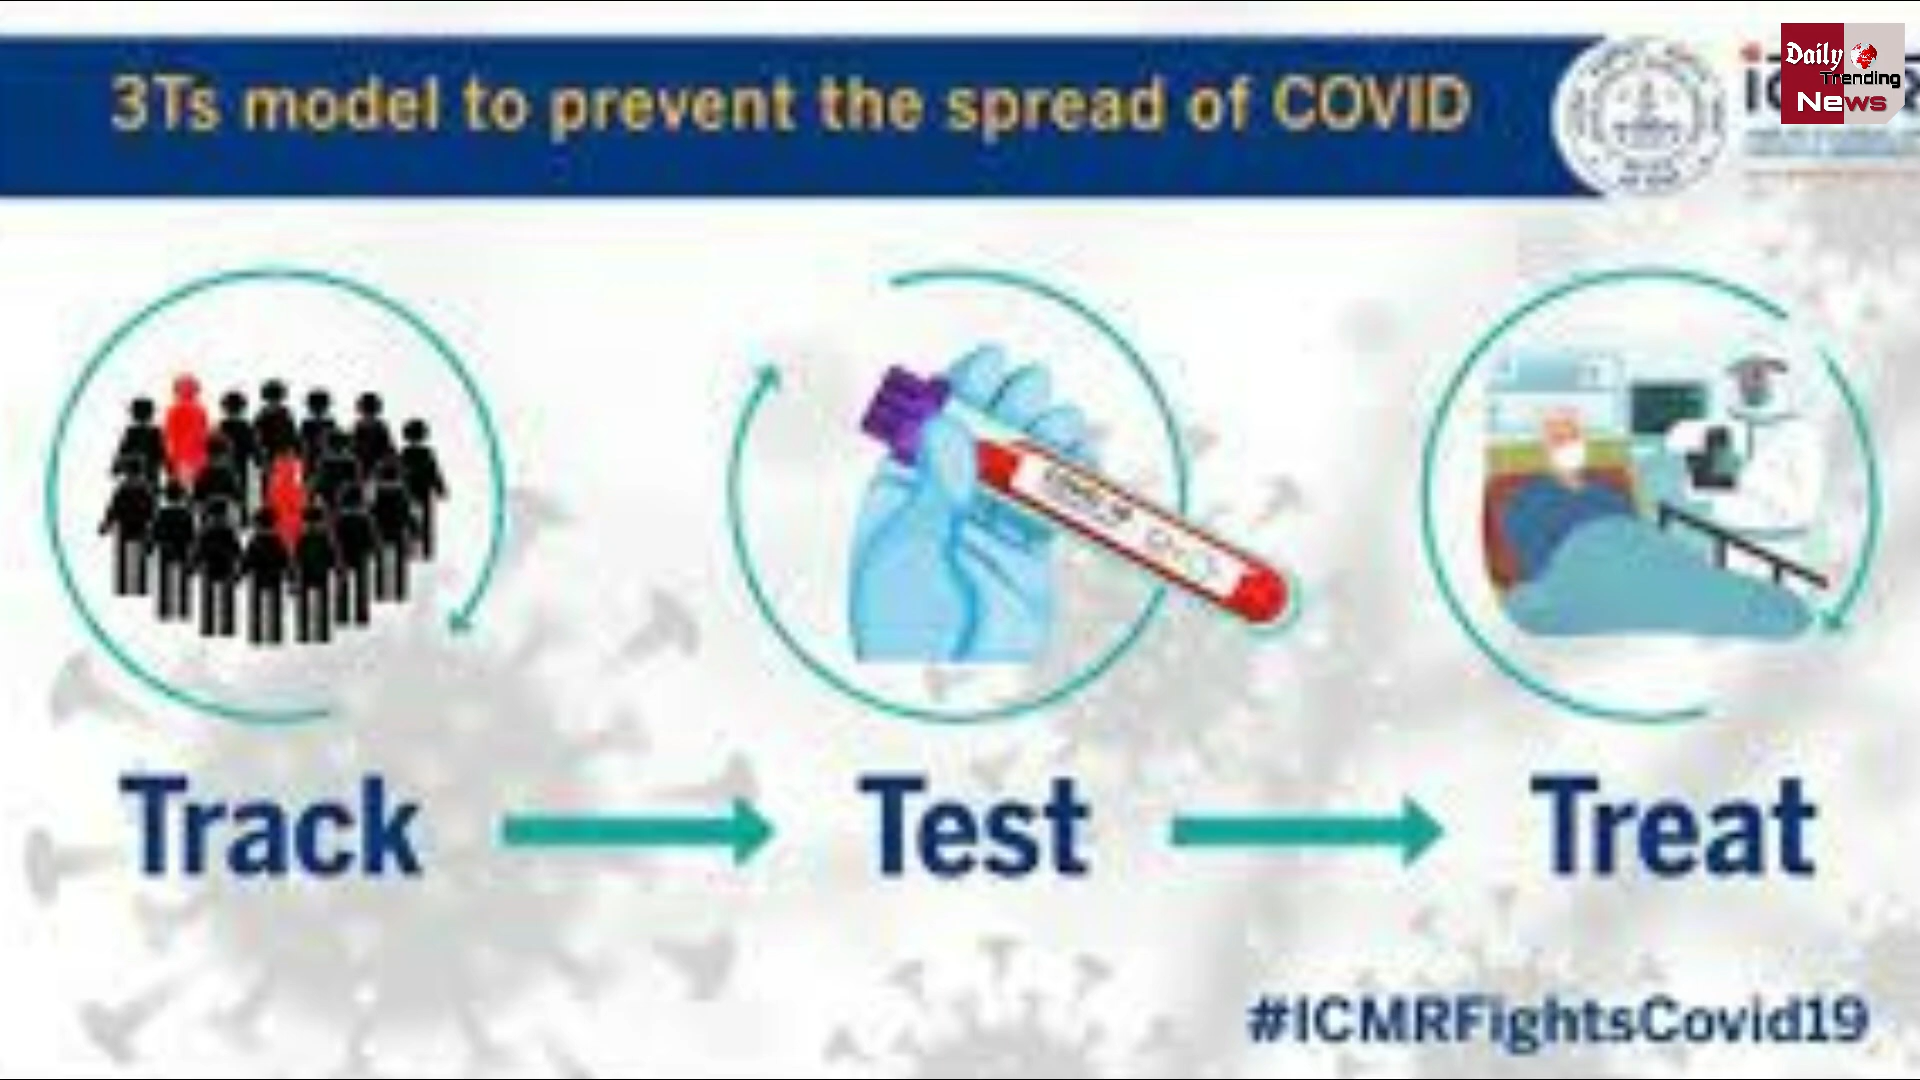 3Ts model to prevent the spread of COVID
Daily
Trending
News
Track
Test
Treat
#ICMRFightsCovid19